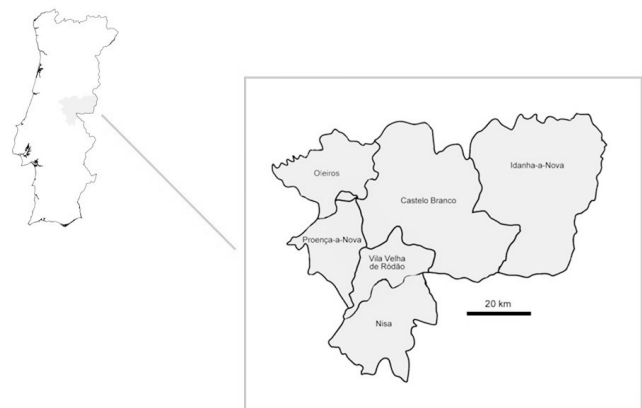 Idanha-a-Nova
Oleiros
Castelo Branco
Proença-a-Nova
Vila Velha
de Ródão
20 km
Nisa